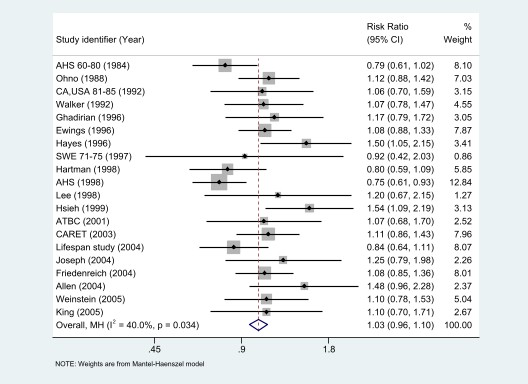 Risk Ratio %
Study identifier (Year) (95% CI) Weight
AHS 60-80 (1984) 0.79 (0.61, 1.02) 8.10
Ohno (1988) 1.12 (0.88, 1.42) 7.03
CA,USA 81-85 (1992) 1.06 (0.70, 1.59) 3.15
Walker (1992) 1.07 (0.78, 1.47) 4.55
Ghadirian (1996) 1.17 (0.79, 1.72) 3.05
Ewings (1996) 1.08 (0.88, 1.33) 7.87
Hayes (1996) 1.50 (1.05, 2.15) 3.41
SWE 71-75 (1997) 0.92 (0.42, 2.03) 0.86
Hartman (1998) 0.80 (0.59, 1.09) 5.85
AHS (1998) 0.75 (0.61, 0.93) 12.84
Lee (1998) 1.20 (0.67, 2.15) 1.27
Hsieh (1999) 1.54 (1.09, 2.19) 3.13
ATBC (2001) 1.07 (0.68, 1.70) 2.52
CARET (2003) 1.11 (0.86, 1.43) 7.96
Lifespan study (2004) 0.84 (0.64, 1.11) 8.07
Joseph (2004) 1.25 (0.79, 1.98) 2.26
Friedenreich (2004) 1.08 (0.85, 1.36) 8.01
Allen (2004) 1.48 (0.96, 2.28) 2.37
Weinstein (2005) 1.10 (0.78, 1.53) 5.04
King (2005) 1.10 (0.70, 1.71) 2.67
Overall, MH (I² = 40.0%, p = 0.034) 1.03 (0.96, 1.10) 100.00
.45 .9 1.8
NOTE: Weights are from Mantel-Haenszel model